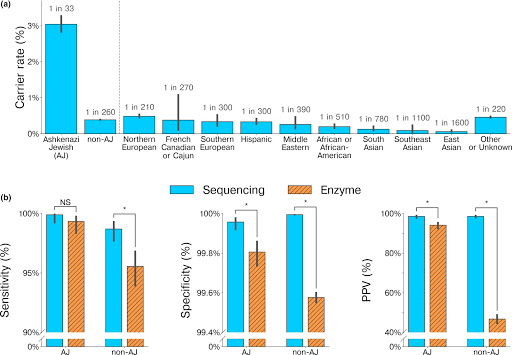 (a)
Carrier rate (%)
3%
2%
1%
0%
1 in 33
1 in 260
1 in 210
1 in 270
1 in 300
1 in 300
1 in 390
1 in 510
1 in 780
1 in 1100
1 in 1600
1 in 220
Ashkenazi
Jewish
(AJ)
non-AJ
Northern
European
French
Canadian
or Cajun
Southern
European
Hispanic
Middle
Eastern
African or
African-
American
South
Asian
Southeast
Asian
East
Asian
Other
or Unknown
(b)
Sequencing
Enzyme
Sensitivity (%)
100%
95%
90%
0%
NS
*
AJ
non-AJ
Specificity (%)
100%
99.8%
99.6%
99.4%
0%
*
*
AJ
non-AJ
PPV (%)
100%
80%
60%
40%
0%
*
*
AJ
non-AJ